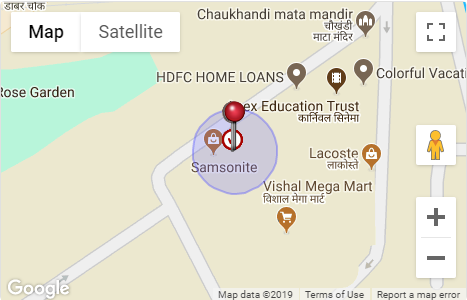 डाबर चौक
Map
Satellite
Chaukhandi mata mandir
चौखंडी
माता मंदिर
HDFC HOME LOANS
Colorful Vacati
Rose Garden
ex Education Trust
कार्निवल सिनेमा
Samsonite
Lacoste
लाकोस्ते
Vishal Mega Mart
विशाल मेगा मार्ट
Google
Map data ©2019
Terms of Use
Report a map error